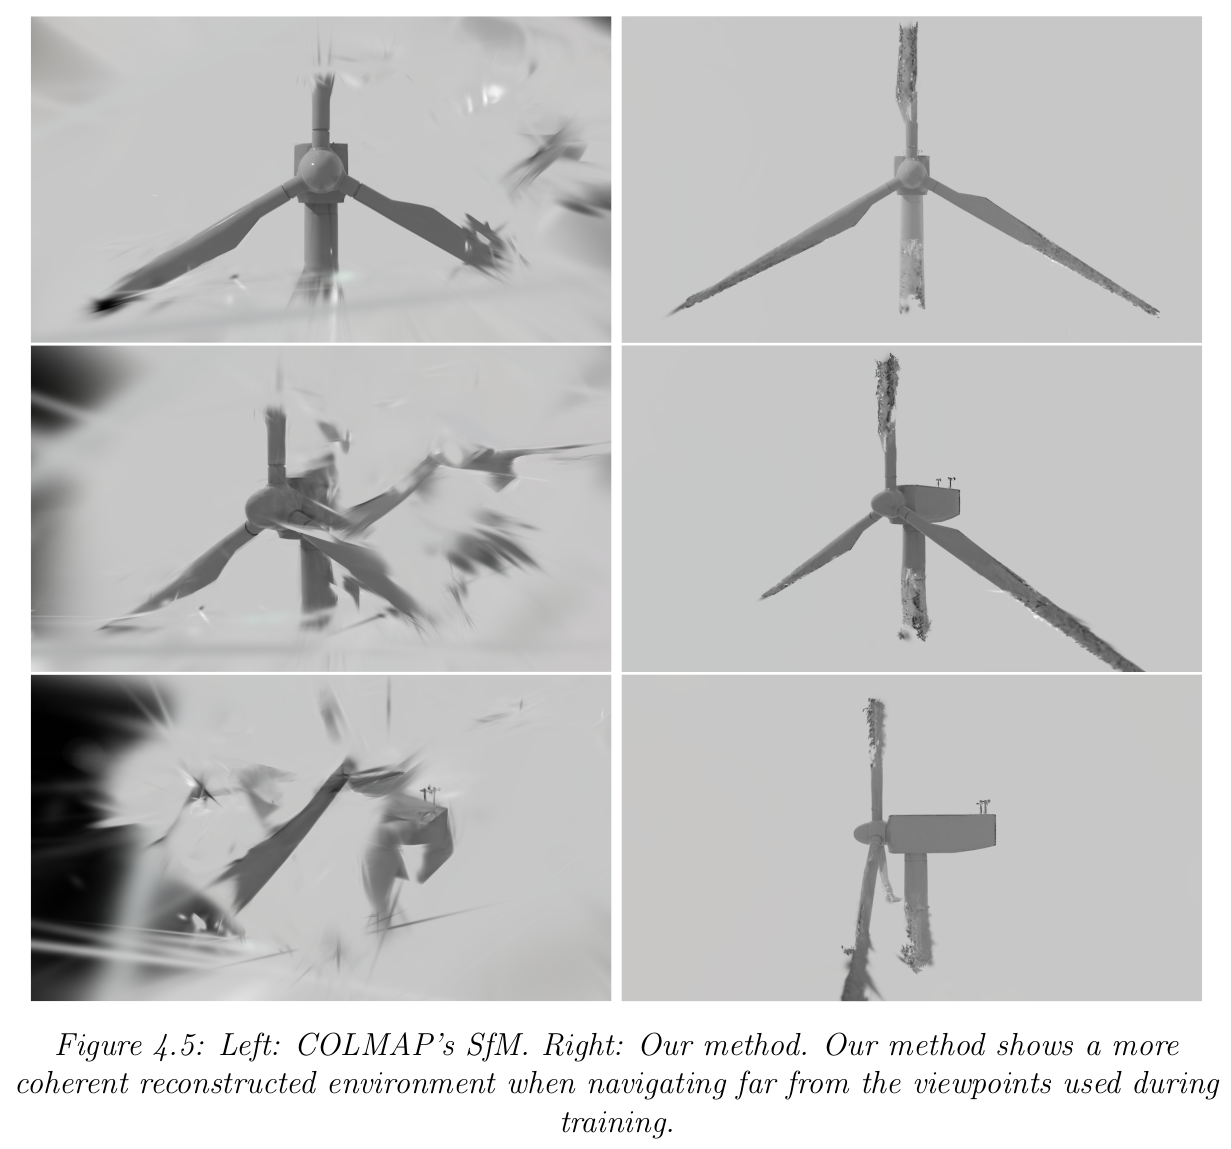 Figure 4.5: Left: COLMAP's SfM. Right: Our method. Our method shows a more
coherent reconstructed environment when navigating far from the viewpoints used during
training.